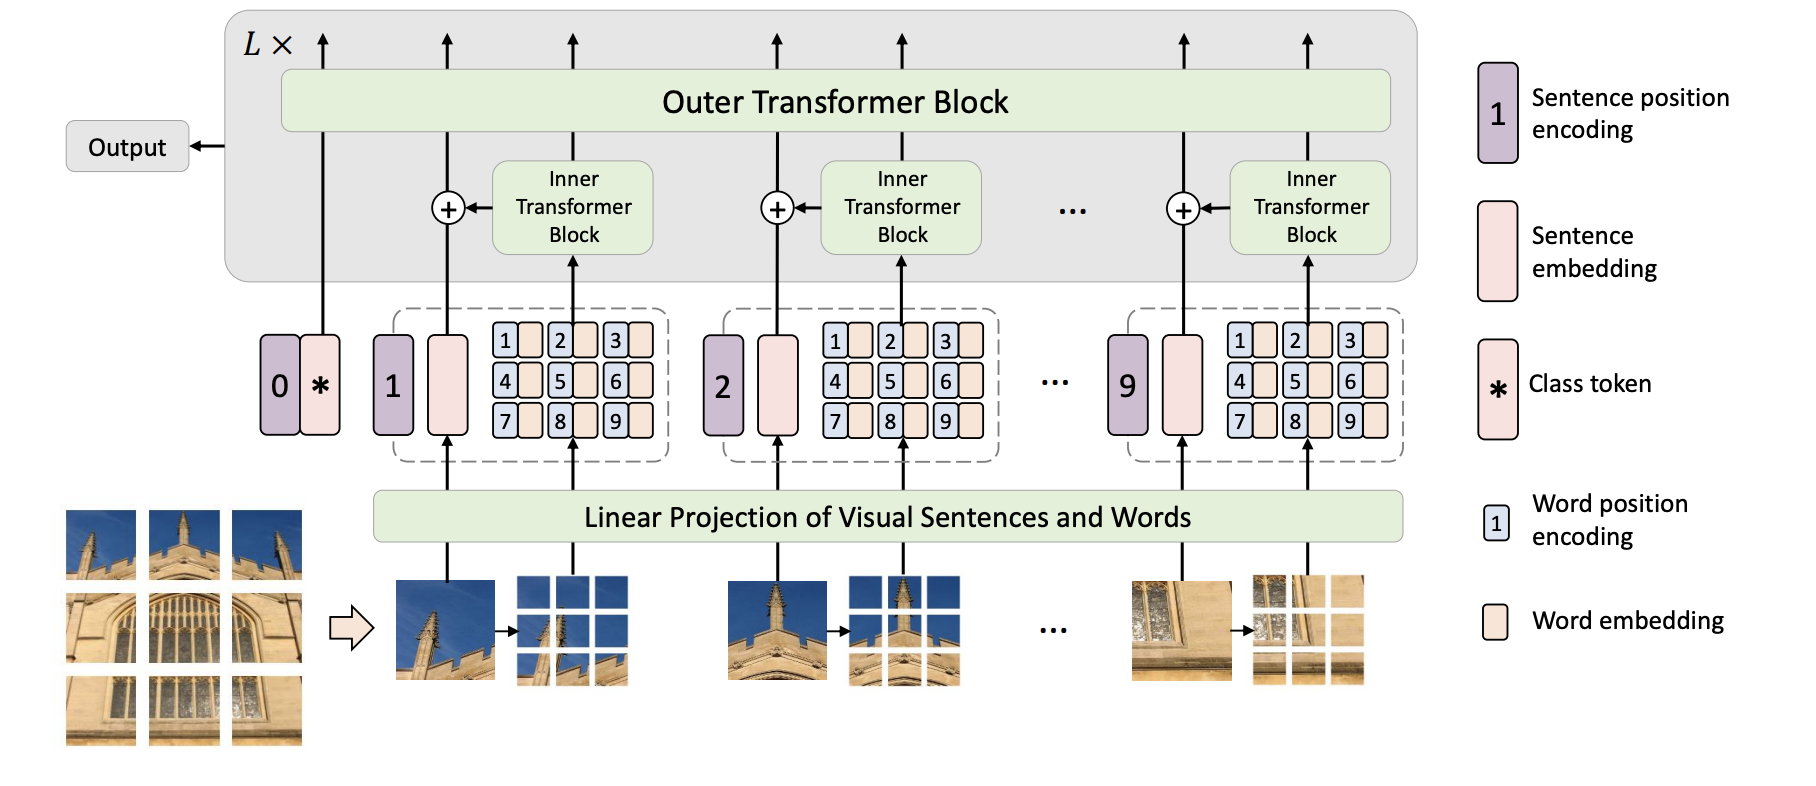 L ×
Outer Transformer Block
Output
Inner
Transformer
Block
+
Inner
Transformer
Block
+
...
Inner
Transformer
Block
+
0 *
1
1 2 3
4 5 6
7 8 9
2
1 2 3
4 5 6
7 8 9
...
9
1 2 3
4 5 6
7 8 9
Linear Projection of Visual Sentences and Words
...
1
Sentence position
encoding
Sentence
embedding
*
Class token
1
Word position
encoding
Word embedding